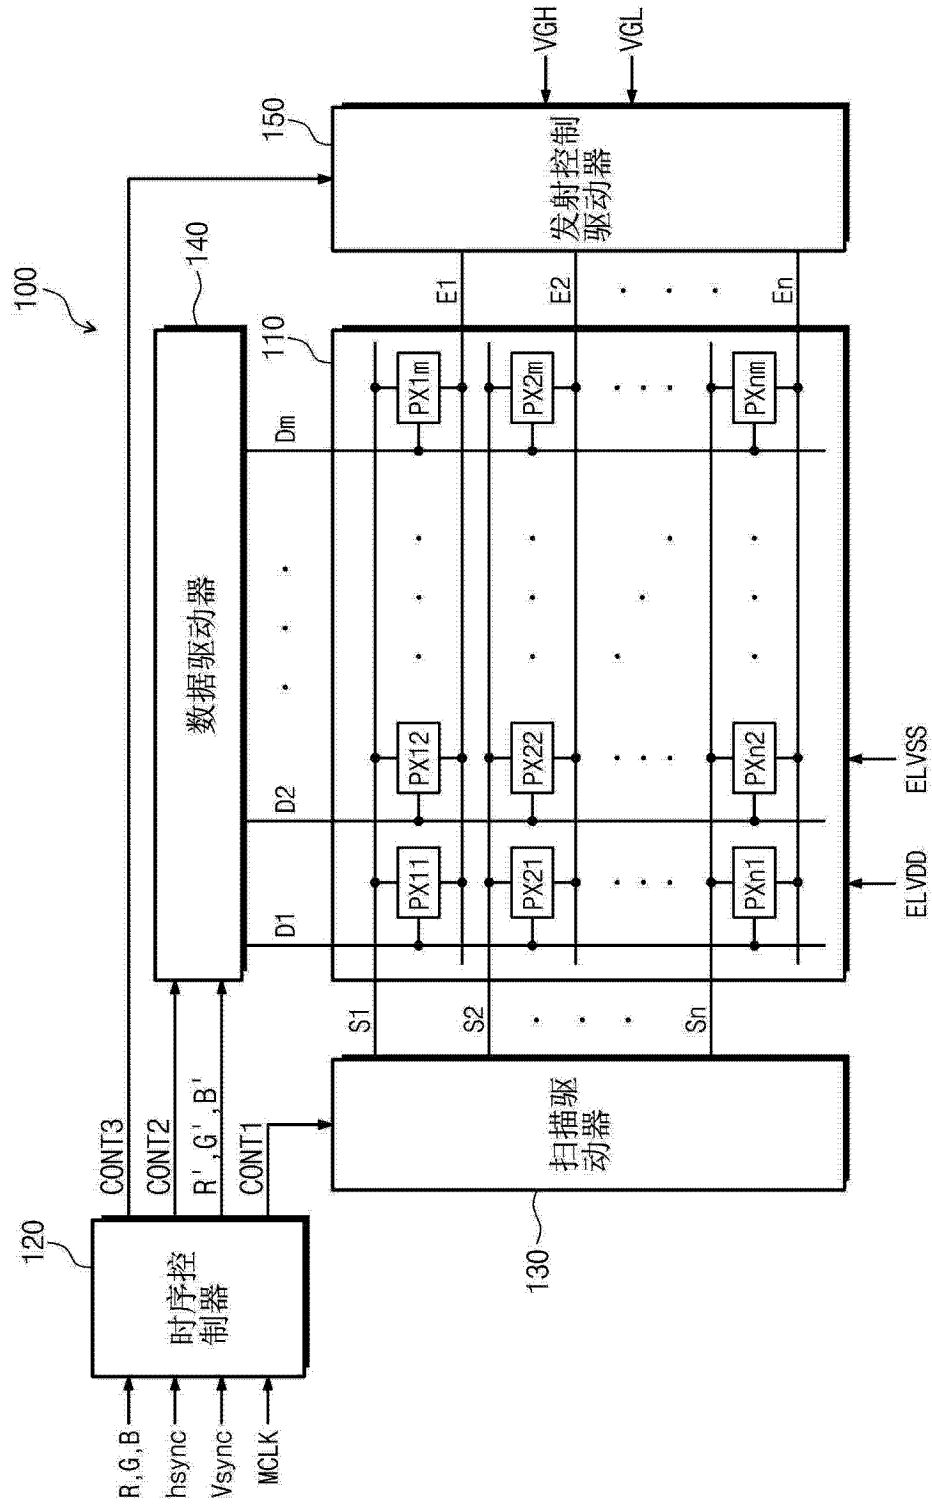 100
120
时序控
制器
R,G,B
hsync
Vsync
MCLK
CONT3
CONT2
R',G',B'
CONT1
140
数据驱动器
D1
D2
Dm
130
扫描驱
动器
S1
S2
Sn
110
PX11
PX12
PX1m
PX21
PX22
PX2m
PXn1
PXn2
PXnm
E1
E2
En
150
发射控制
驱动器
VGH
VGL
ELVDD
ELVSS